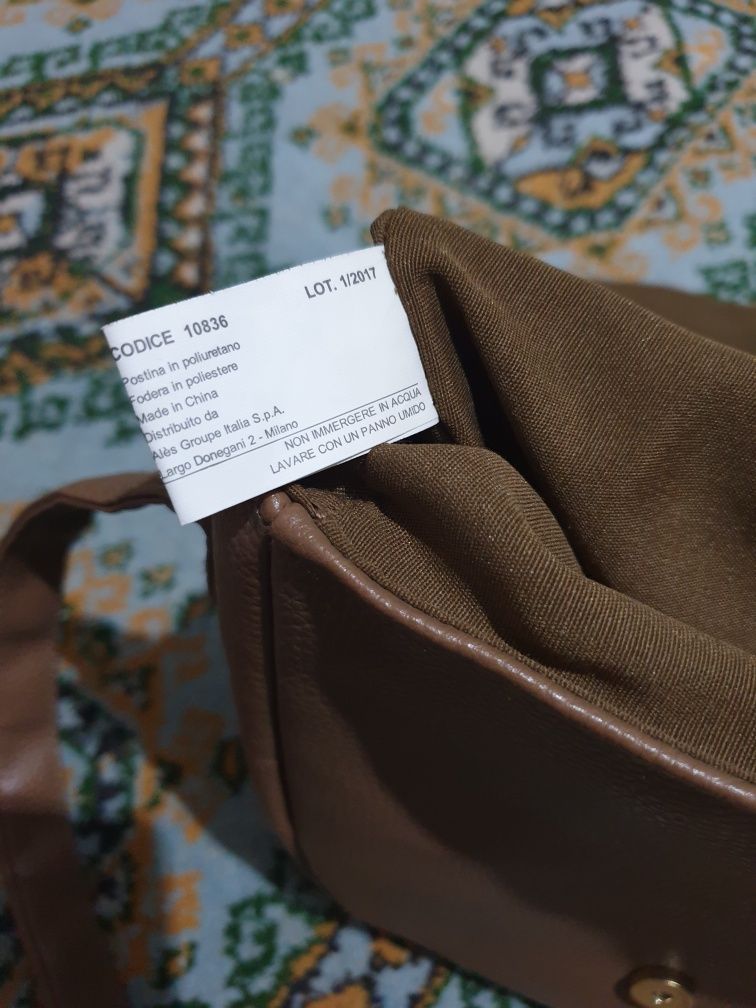 LOT. 1/2017
CODICE 10836
Postina in poliuretano
Fodera in poliestere
Made in China
Distribuito da
Alès Groupe Italia S.p.A.
Largo Donegani 2 - Milano
NON IMMERGERE IN ACQUA
LAVARE CON UN PANNO UMIDO